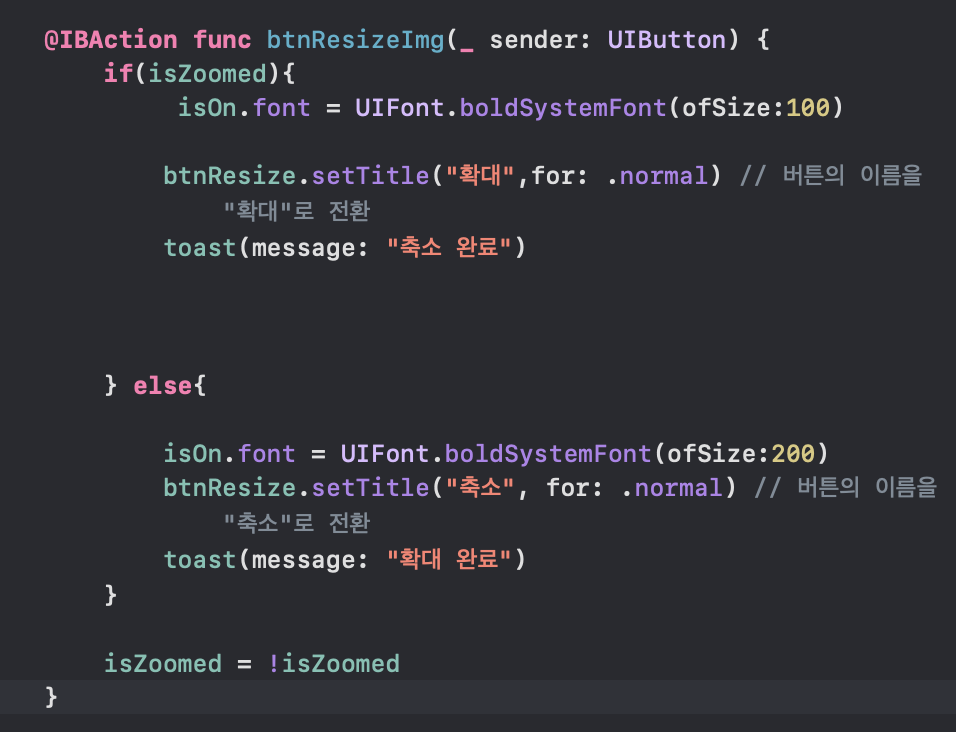 @IBAction func btnResizeImg(_ sender: UIButton) {
if(isZoomed){
isOn.font = UIFont.boldSystemFont(ofSize:100)
btnResize.setTitle("확대",for: .normal) // 버튼의 이름을
"확대"로 전환
toast(message: "축소 완료")
} else{
isOn.font = UIFont.boldSystemFont(ofSize:200)
btnResize.setTitle("축소", for: .normal) // 버튼의 이름을
"축소"로 전환
toast(message: "확대 완료")
}
isZoomed = !isZoomed
}